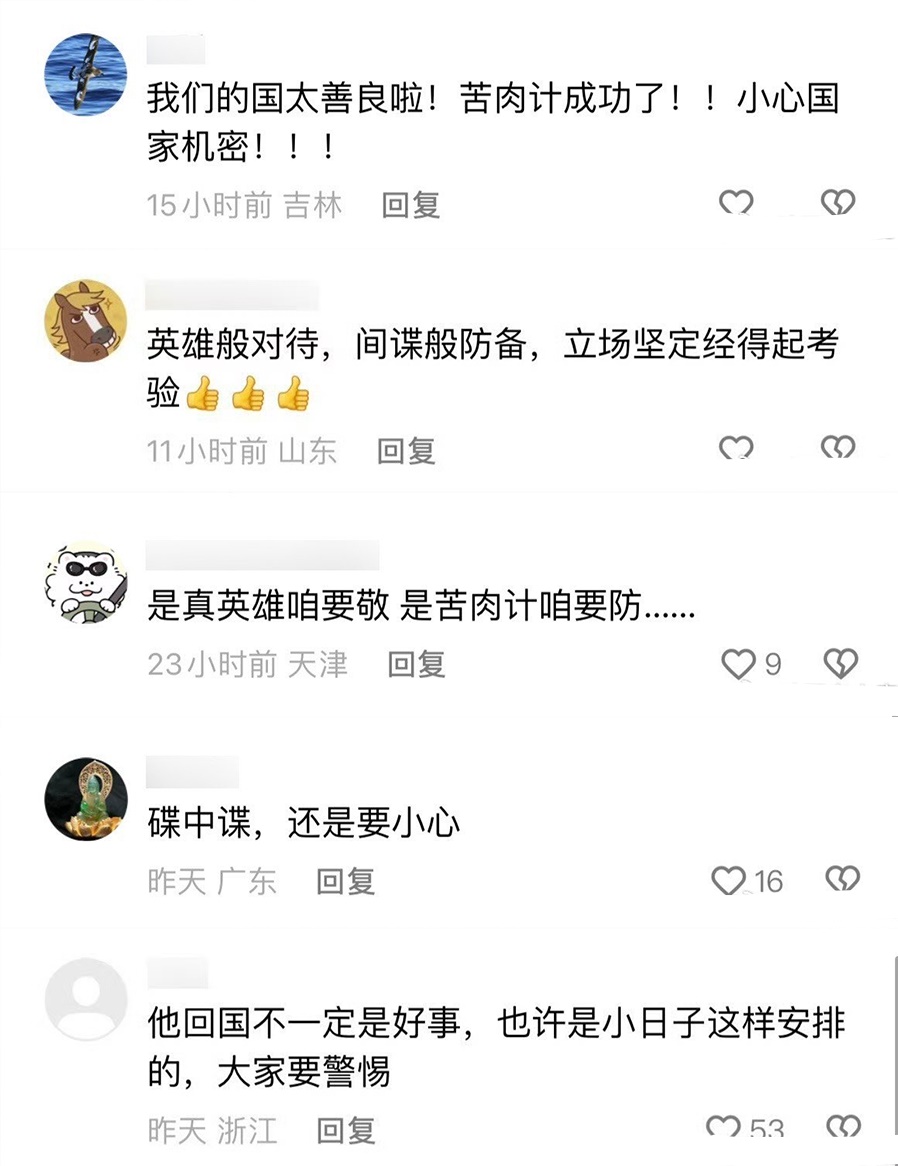 我们的国太善良啦！苦肉计成功了！！小心国
家机密！！！
15小时前 吉林 回复
英雄般对待，间谍般防备，立场坚定经得起考
验👍👍👍
11小时前 山东 回复
是真英雄咱要敬 是苦肉计咱要防......
23小时前 天津 回复 9
碟中谍，还是要小心
昨天 广东 回复 16
他回国不一定是好事，也许是小日子这样安排
的，大家要警惕
昨天 浙江 回复 53